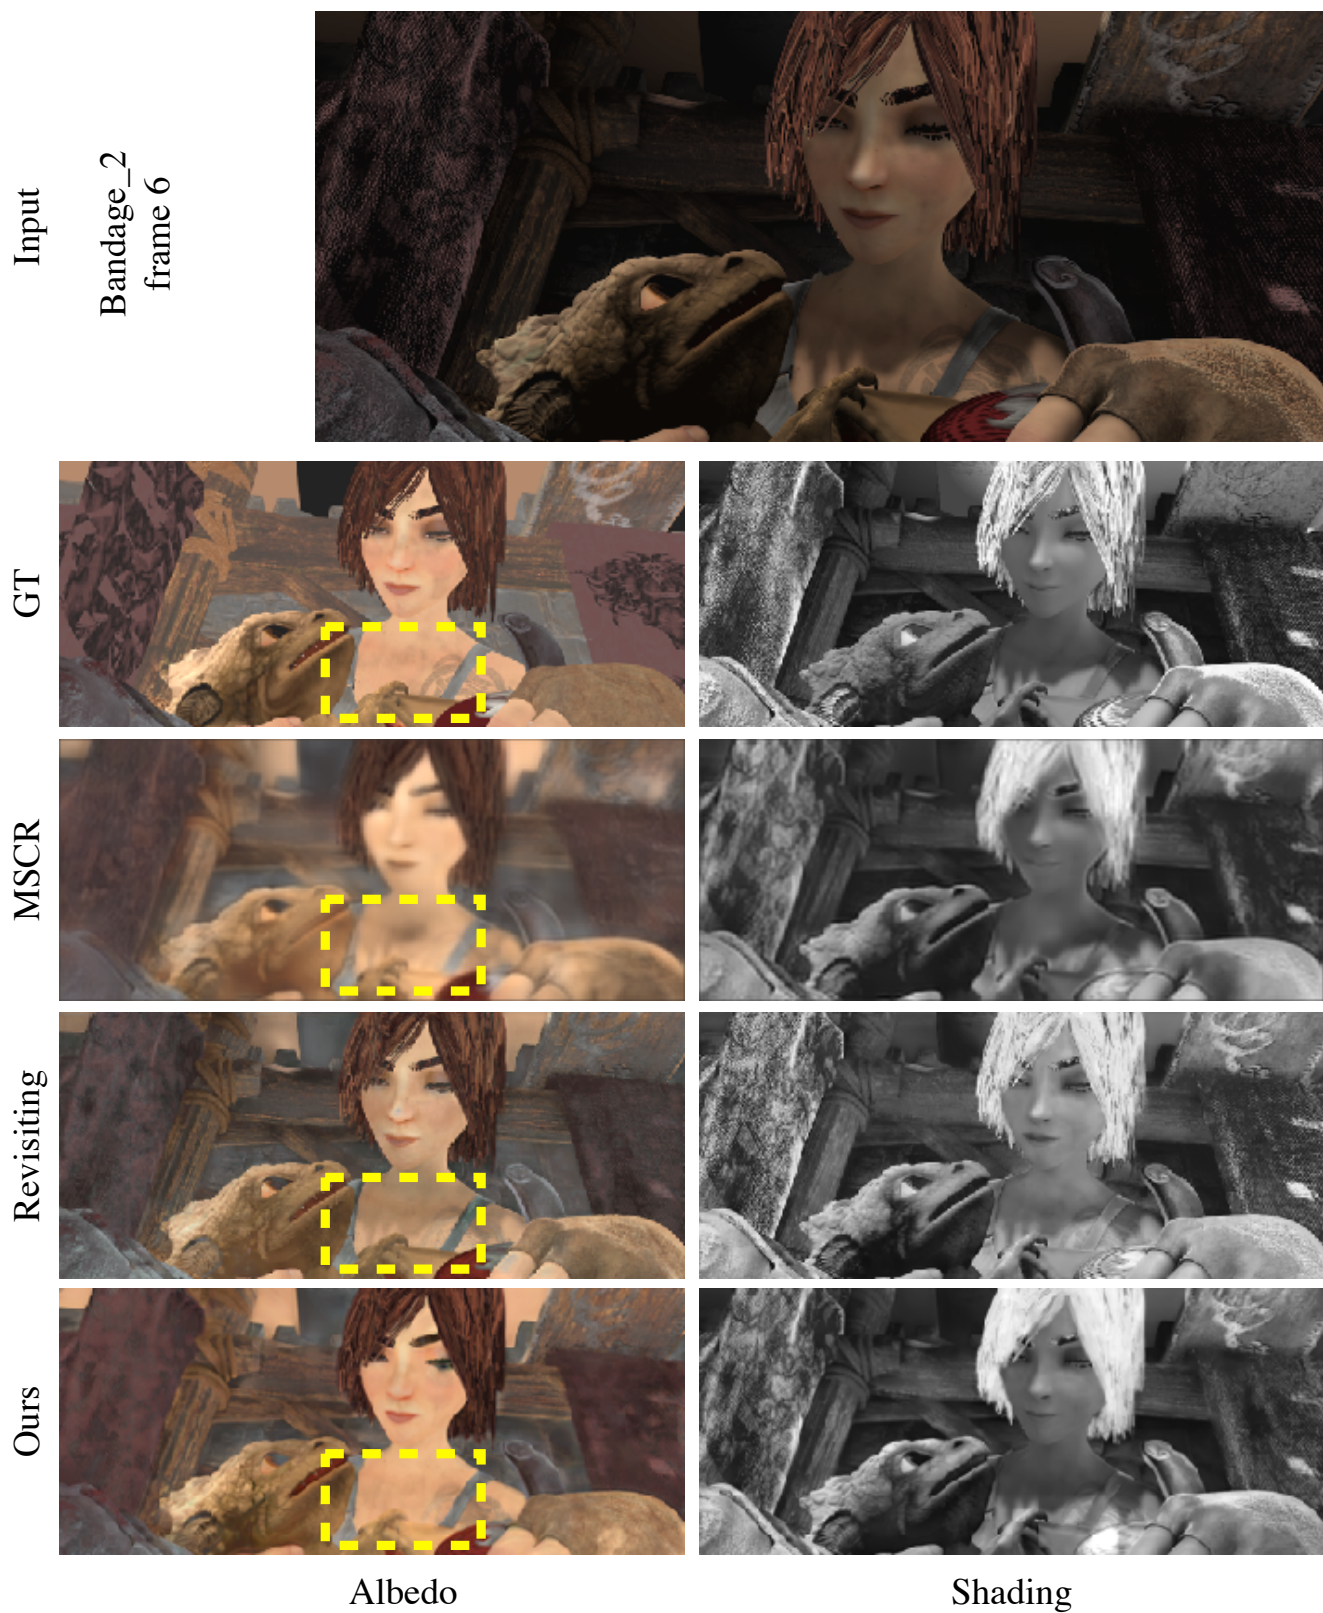 Input
Bandage_2
frame 6
GT
MSCR
Revisiting
Ours
Albedo
Shading